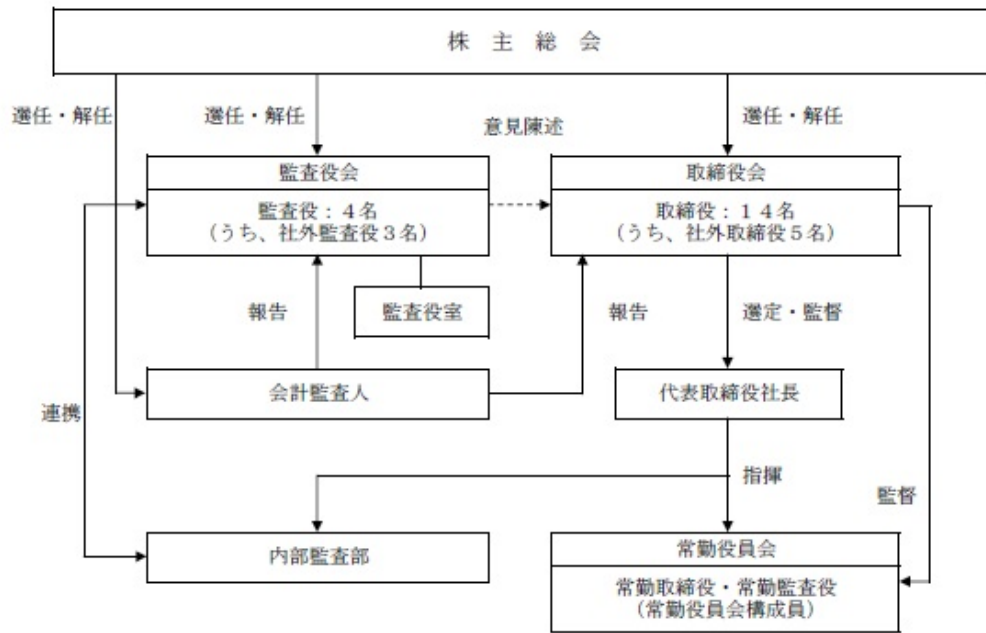 株 主 総 会
選任・解任
選任・解任
選任・解任
意見陳述
監査役会
監査役：４名
（うち、社外監査役３名）
取締役会
取締役：１４名
（うち、社外取締役５名）
報告
監査役室
報告
選定・監督
会計監査人
代表取締役社長
連携
指揮
監督
内部監査部
常勤役員会
常勤取締役・常勤監査役
（常勤役員会構成員）